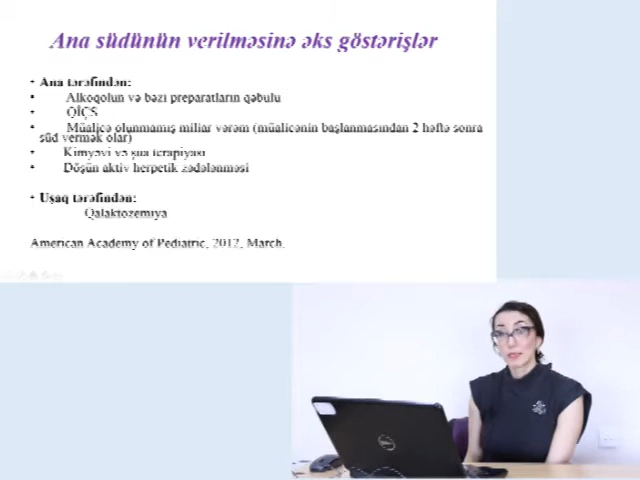 Ana südünün verilməsinə əks göstərişlər
• Ana tərəfindən:
• Alkoqolun və bəzi preparatların qəbulu
• QİÇS
• Müalicə olunmamış miliar vərəm (müalicənin başlanmasından 2 həftə sonra
süd vermək olar)
• Kimyəvi və şüa terapiyası
• Döşün aktiv herpetik zədələnməsi
• Uşaq tərəfindən:
Qalaktozemiya
American Academy of Pediatric, 2012, March.
DELL